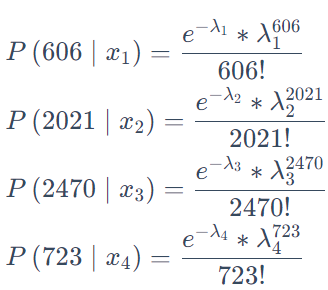 P (606 | x₁) = e^{−λ₁} * λ₁^{606} / 606!
P (2021 | x₂) = e^{−λ₂} * λ₂^{2021} / 2021!
P (2470 | x₃) = e^{−λ₃} * λ₃^{2470} / 2470!
P (723 | x₄) = e^{−λ₄} * λ₄^{723} / 723!